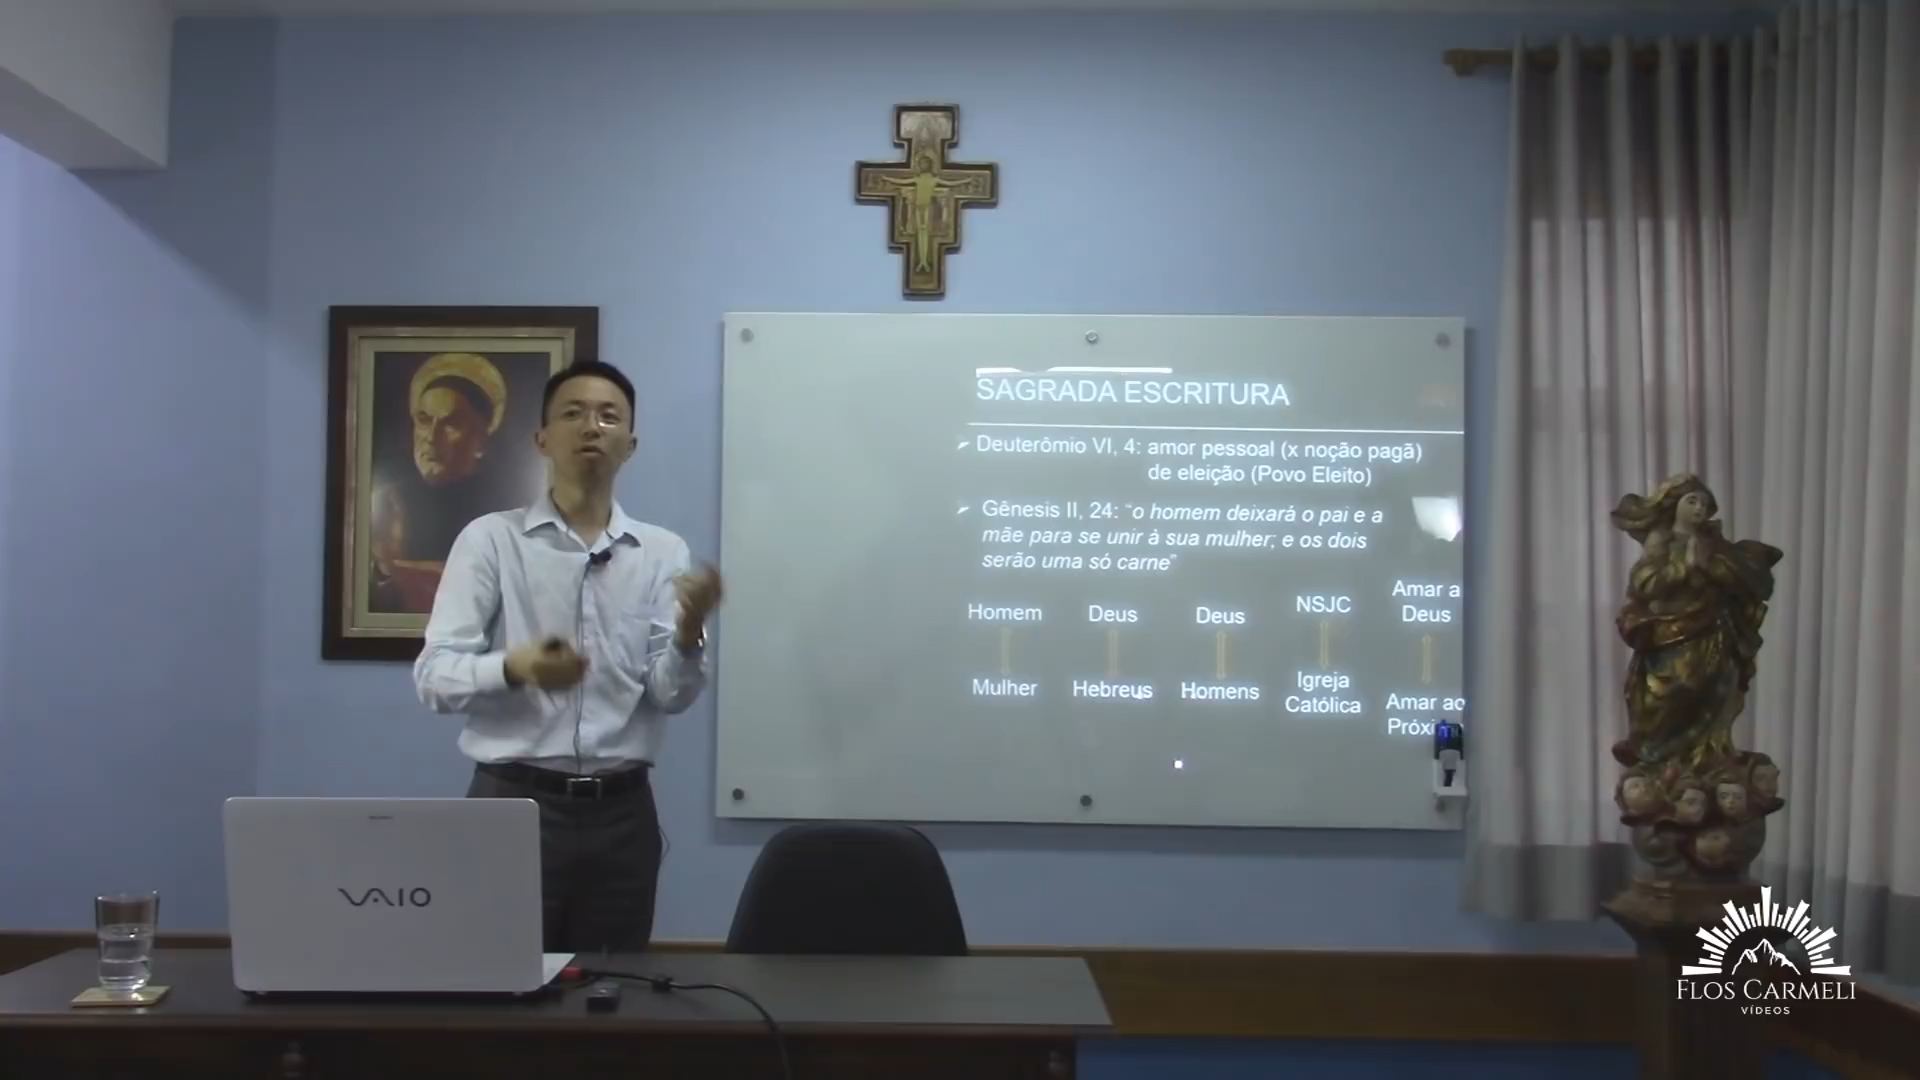 SAGRADA ESCRITURA
Deuterômio VI, 4: amor pessoal (x noção pagã)
de eleição (Povo Eleito)
Gênesis II, 24: "o homem deixará o pai e a
mãe para se unir à sua mulher; e os dois
serão uma só carne"
Homem Deus Deus NSJC Amar a
Deus
Mulher Hebreus Homens Igreja
Católica Amar ao
VAIO
FLOS CARMELI
VÍDEOS